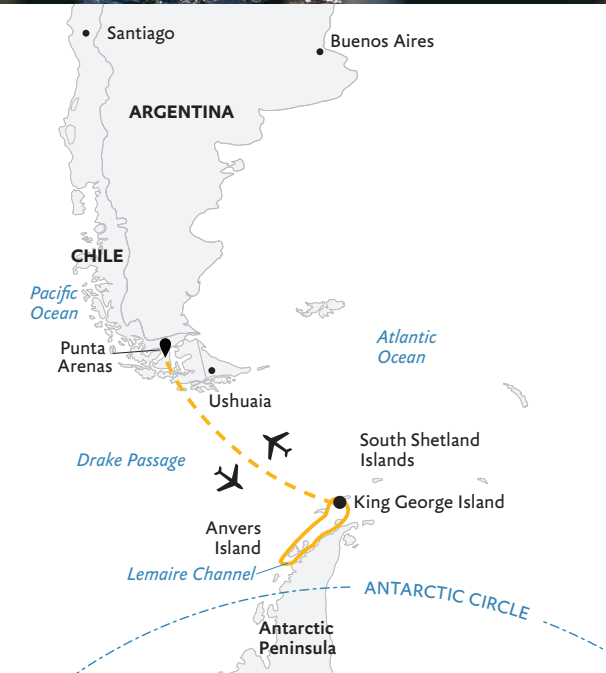 Santiago
Buenos Aires
ARGENTINA
CHILE
Pacific
Ocean
Atlantic
Ocean
Punta
Arenas
Ushuaia
Drake Passage
South Shetland
Islands
King George Island
Anvers
Island
Lemaire Channel
ANTARCTIC CIRCLE
Antarctic
Peninsula